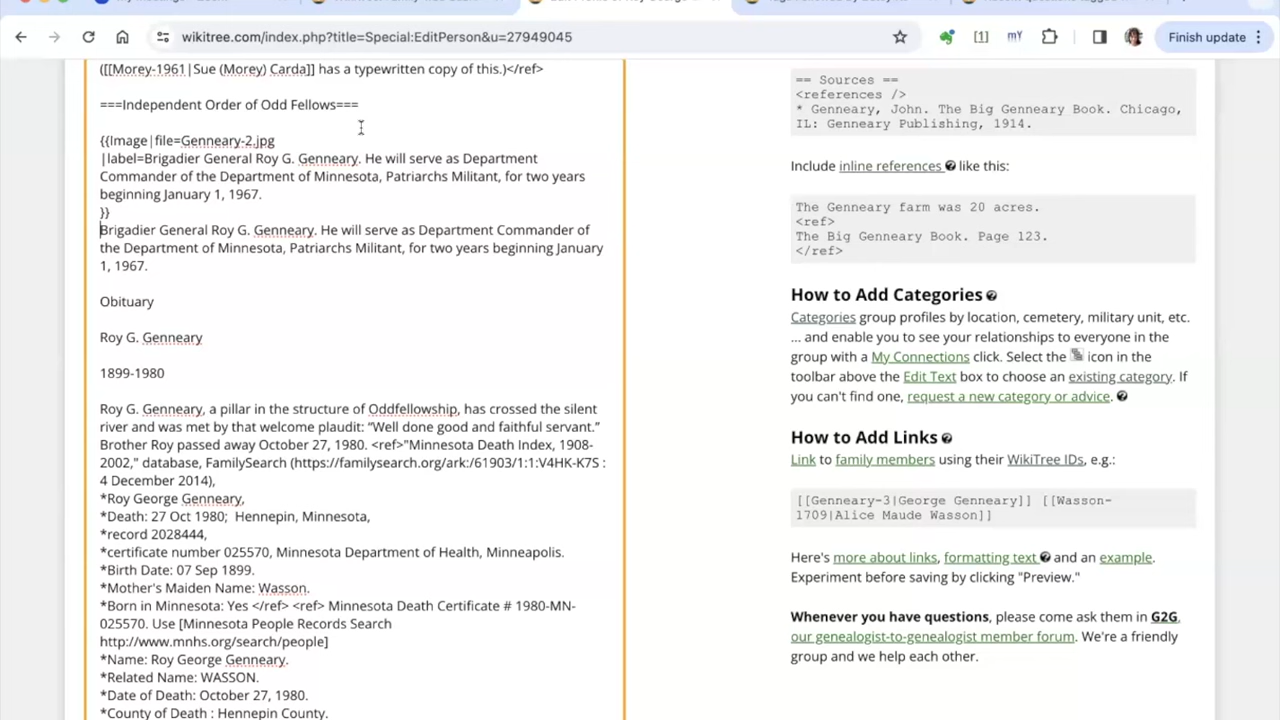 wikitree.com/index.php?title=Special:EditPerson&u=27949045
Finish update
([[Morey-1961|Sue (Morey) Carda]] has a typewritten copy of this.)</ref>
===Independent Order of Odd Fellows===
{{Image|file=Genneary-2.jpg
|label=Brigadier General Roy G. Genneary. He will serve as Department
Commander of the Department of Minnesota, Patriarchs Militant, for two years
beginning January 1, 1967.
}}
Brigadier General Roy G. Genneary. He will serve as Department Commander of
the Department of Minnesota, Patriarchs Militant, for two years beginning January
1, 1967.
Obituary
Roy G. Genneary
1899-1980
Roy G. Genneary, a pillar in the structure of Oddfellowship, has crossed the silent
river and was met by that welcome plaudit: “Well done good and faithful servant.”
Brother Roy passed away October 27, 1980. <ref>"Minnesota Death Index, 1908-
2002," database, FamilySearch (https://familysearch.org/ark:/61903/1:1:V4HK-K7S :
4 December 2014),
*Roy George Genneary,
*Death: 27 Oct 1980;  Hennepin, Minnesota,
*record 2028444,
*certificate number 025570, Minnesota Department of Health, Minneapolis.
*Birth Date: 07 Sep 1899.
*Mother's Maiden Name: Wasson.
*Born in Minnesota: Yes </ref> <ref> Minnesota Death Certificate # 1980-MN-
025570. Use [Minnesota People Records Search
http://www.mnhs.org/search/people]
*Name: Roy George Genneary.
*Related Name: WASSON.
*Date of Death: October 27, 1980.
*County of Death : Hennepin County.
== Sources ==
<references />
* Genneary, John. The Big Genneary Book. Chicago,
IL: Genneary Publishing, 1914.
Include inline references like this:
The Genneary farm was 20 acres.
<ref>
The Big Genneary Book. Page 123.
</ref>
How to Add Categories
Categories group profiles by location, cemetery, military unit, etc.
... and enable you to see your relationships to everyone in the
group with a My Connections click. Select the icon in the
toolbar above the Edit Text box to choose an existing category. If
you can't find one, request a new category or advice.
How to Add Links
Link to family members using their WikiTree IDs, e.g.:
[[Genneary-3|George Genneary]] [[Wasson-
1709|Alice Maude Wasson]]
Here's more about links, formatting text and an example.
Experiment before saving by clicking "Preview."
Whenever you have questions, please come ask them in G2G,
our genealogist-to-genealogist member forum. We're a friendly
group and we help each other.